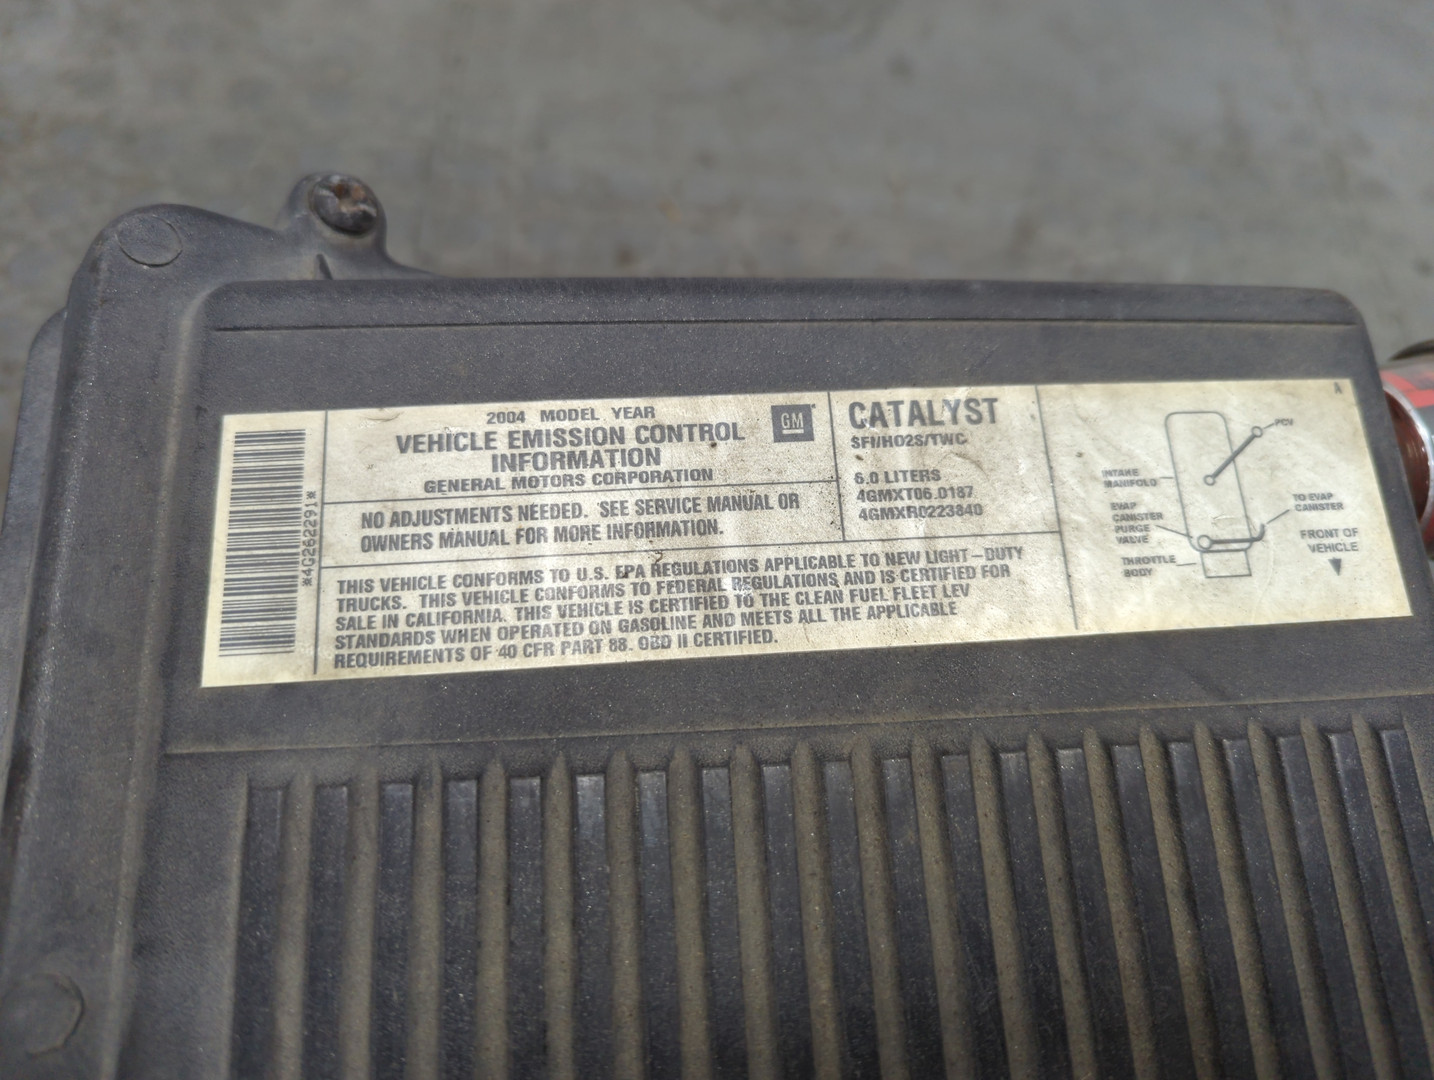 *4G262291*
2004 MODEL YEAR
VEHICLE EMISSION CONTROL
INFORMATION
GENERAL MOTORS CORPORATION
GM
NO ADJUSTMENTS NEEDED. SEE SERVICE MANUAL OR
OWNERS MANUAL FOR MORE INFORMATION.
CATALYST
SFI/HO2S/TWC
6.0 LITERS
4GMXT06.0187
4GMXR0223840
THIS VEHICLE CONFORMS TO U.S. EPA REGULATIONS APPLICABLE TO NEW LIGHT-DUTY
TRUCKS. THIS VEHICLE CONFORMS TO FEDERAL REGULATIONS AND IS CERTIFIED FOR
SALE IN CALIFORNIA. THIS VEHICLE IS CERTIFIED TO THE CLEAN FUEL FLEET LEV
STANDARDS WHEN OPERATED ON GASOLINE AND MEETS ALL THE APPLICABLE
REQUIREMENTS OF 40 CFR PART 88. OBD II CERTIFIED.
A
PCV
INTAKE
MANIFOLD
EVAP
CANISTER
PURGE
VALVE
THROTTLE
BODY
TO EVAP
CANISTER
FRONT OF
VEHICLE